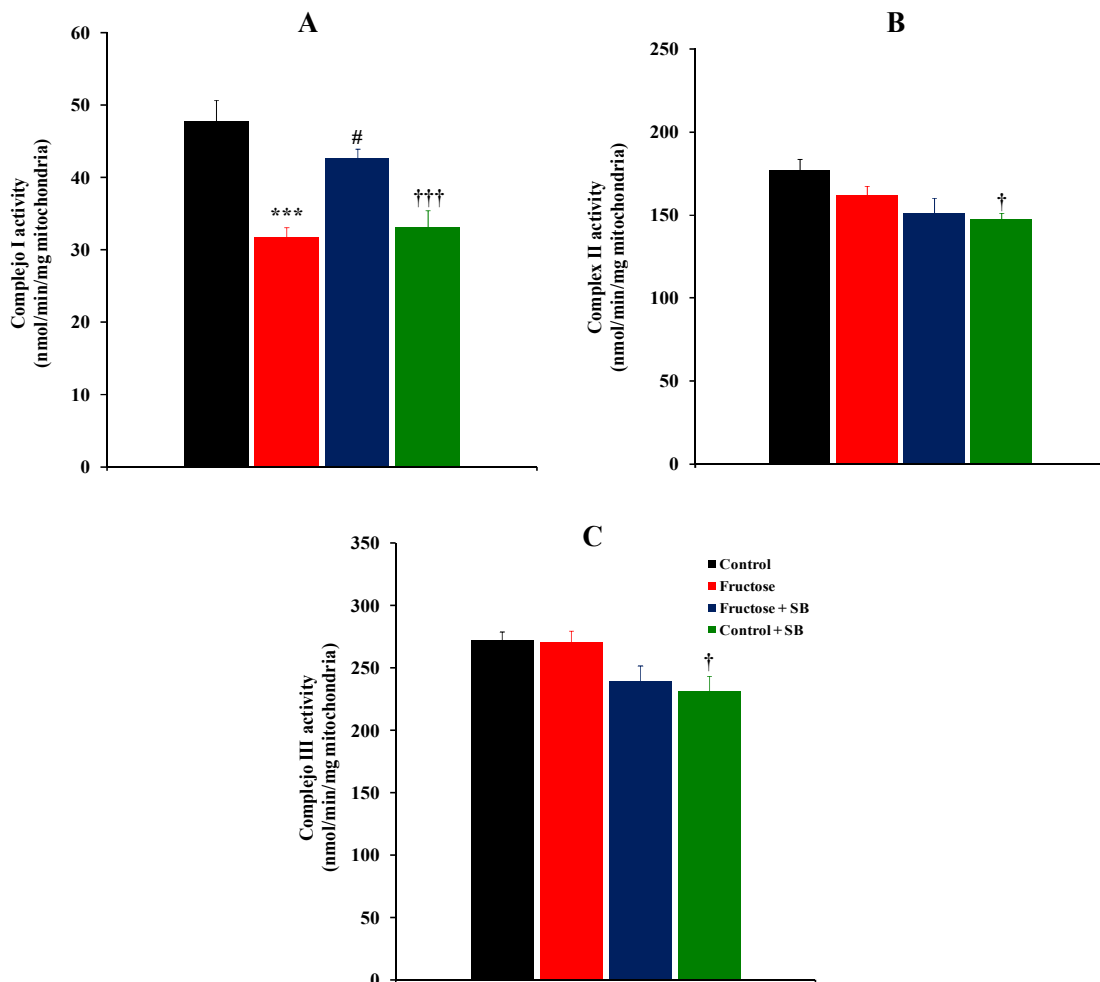 A
Complejo I activity
(nmol/min/mg mitochondria)
60
50
40
30
20
10
0
***
#
†††
B
Complex II activity
(nmol/min/mg mitochondria)
250
200
150
100
50
0
†
C
Complejo III activity
(nmol/min/mg mitochondria)
350
300
250
200
150
100
50
0
†
Control
Fructose
Fructose + SB
Control + SB